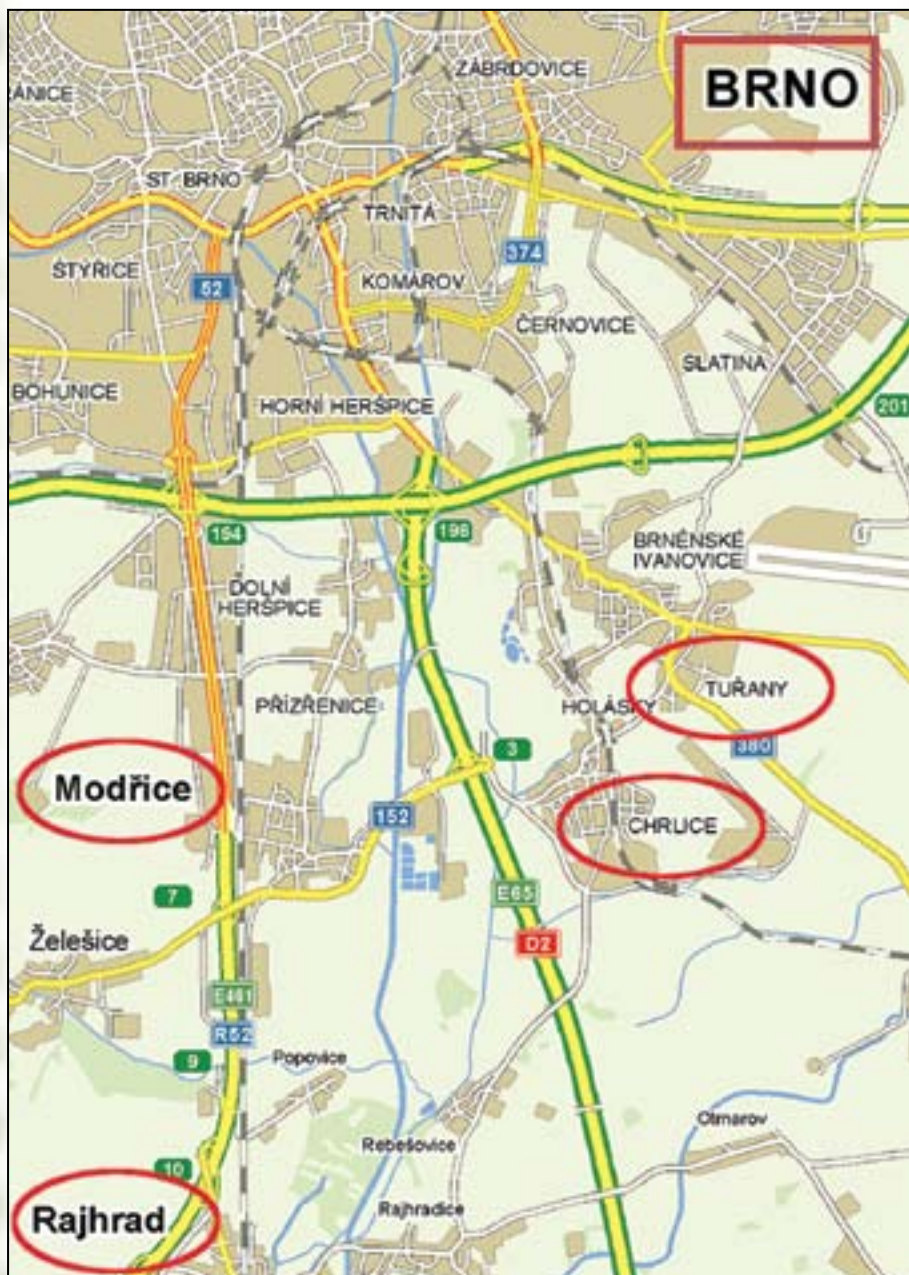 ZÁBRDOVICE
BRNO
ÁNICE
ST. BRNO
TRNITÁ
374
ŠTÝŘICE
52
KOMÁROV
ČERNOVICE
SLATINA
BOHUNICE
HORNÍ HERŠPICE
201
194
196
BRNĚNSKÉ
IVANOVICE
DOLNÍ
HERŠPICE
TUŘANY
PŘÍZŘENICE
HOLÁSKY
3
380
Modřice
152
CHRLICE
7
E65
Želešice
D2
E461
R52
9
Popovice
Otmarov
Rebešovice
10
Rajhrad
Rajhradice